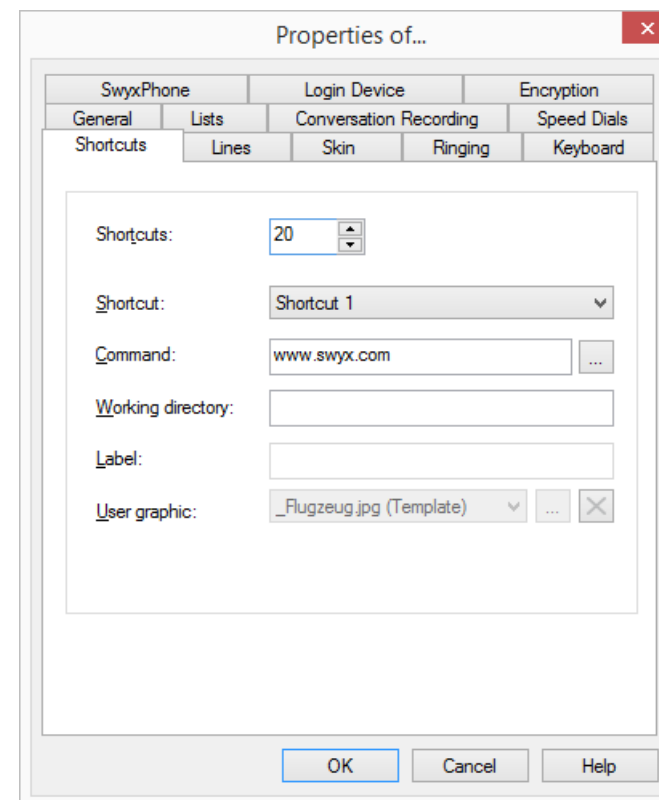 Properties of...
SwyxPhone Login Device Encryption
General Lists Conversation Recording Speed Dials
Shortcuts Lines Skin Ringing Keyboard
Shortcuts: 20
Shortcut: Shortcut 1
Command: www.swyx.com ...
Working directory:
Label:
User graphic: _Flugzeug.jpg (Template) ...
OK Cancel Help